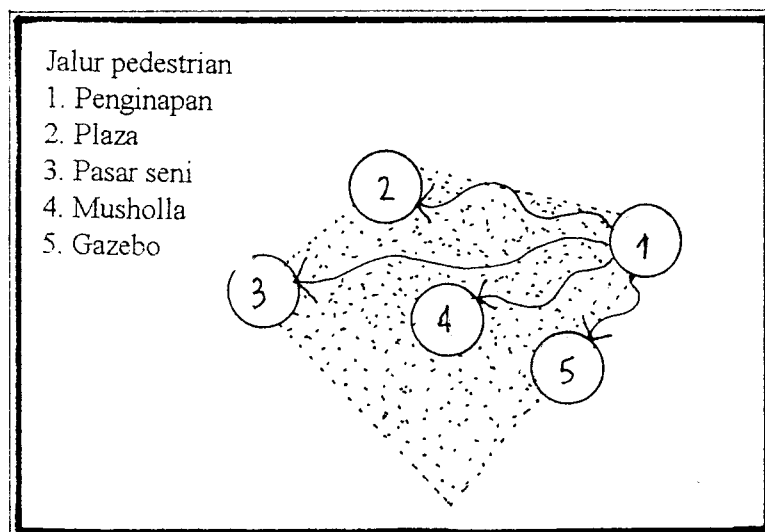 Jalur pedestrian
1. Penginapan
2. Plaza
3. Pasar seni
4. Musholla
5. Gazebo
2
1
3
4
5